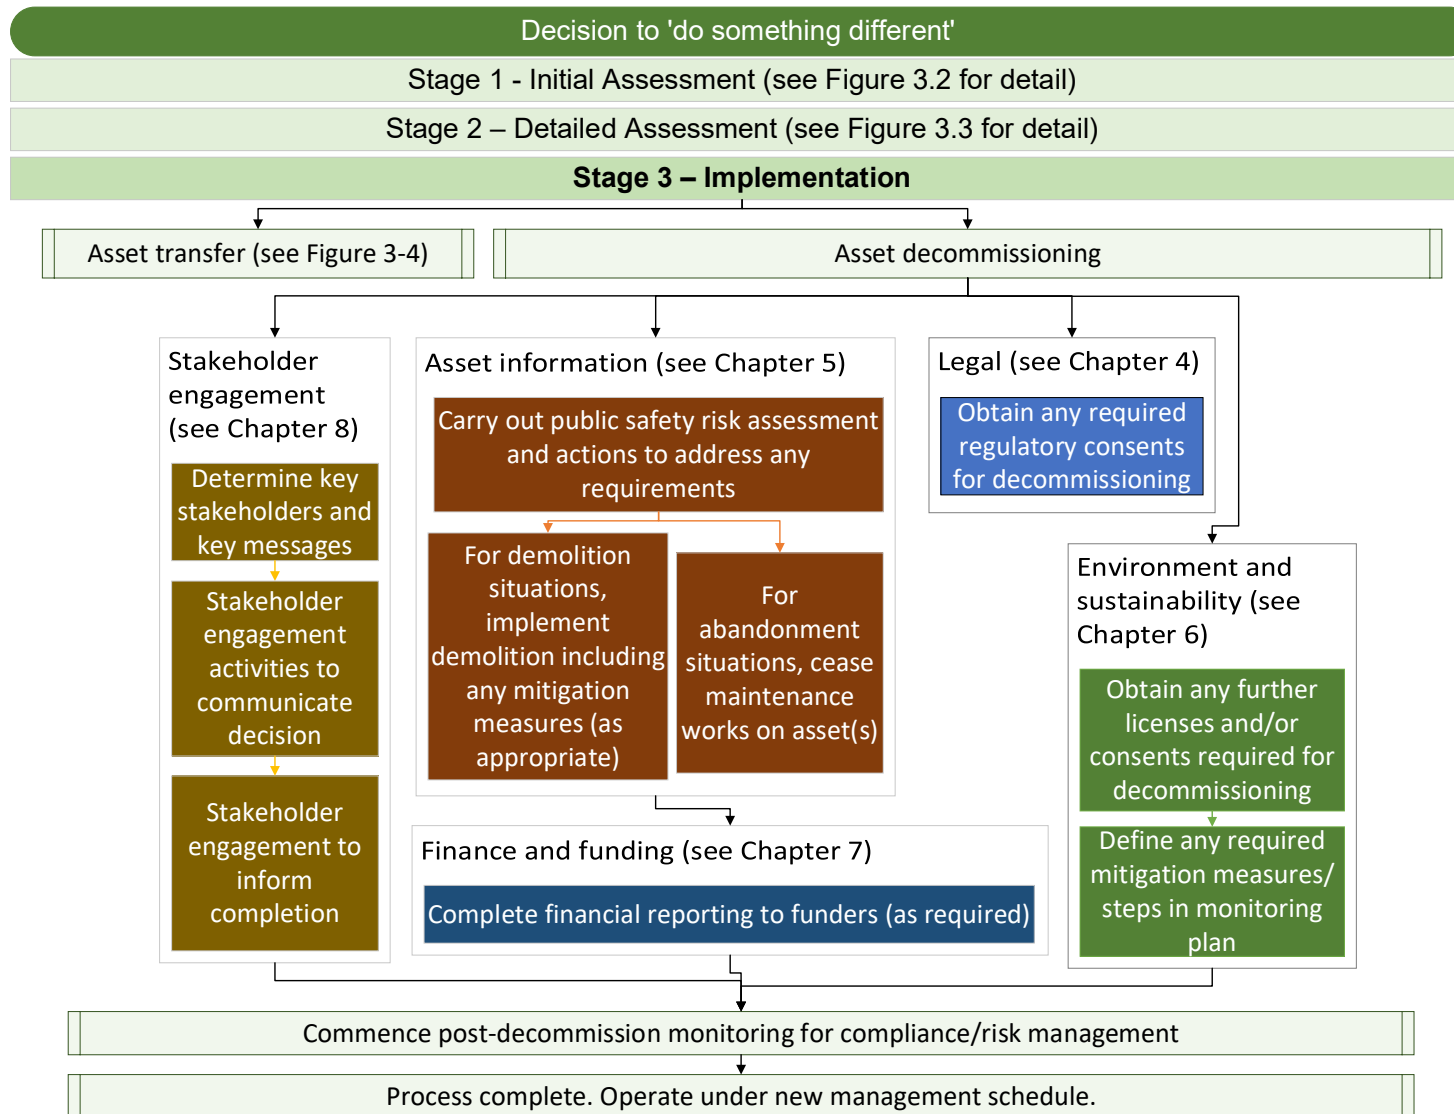 Decision to 'do something different'
Stage 1 - Initial Assessment (see Figure 3.2 for detail)
Stage 2 – Detailed Assessment (see Figure 3.3 for detail)
Stage 3 – Implementation
Asset transfer (see Figure 3-4)
Asset decommissioning
Stakeholder
engagement
(see Chapter 8)
Determine key
stakeholders and
key messages
Stakeholder
engagement
activities to
communicate
decision
Stakeholder
engagement to
inform
completion
Asset information (see Chapter 5)
Carry out public safety risk assessment
and actions to address any
requirements
For demolition
situations,
implement
demolition including
any mitigation
measures (as
appropriate)
For
abandonment
situations, cease
maintenance
works on asset(s)
Finance and funding (see Chapter 7)
Complete financial reporting to funders (as required)
Legal (see Chapter 4)
Obtain any required
regulatory consents
for decommissioning
Environment and
sustainability (see
Chapter 6)
Obtain any further
licenses and/or
consents required for
decommissioning
Define any required
mitigation measures/
steps in monitoring
plan
Commence post-decommission monitoring for compliance/risk management
Process complete. Operate under new management schedule.